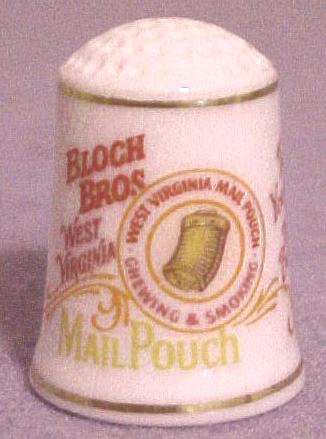 BLOCH
BROS
WEST
VIRGINIA
WEST VIRGINIA MAIL POUCH
CHEWING & SMOKING
MAIL POUCH